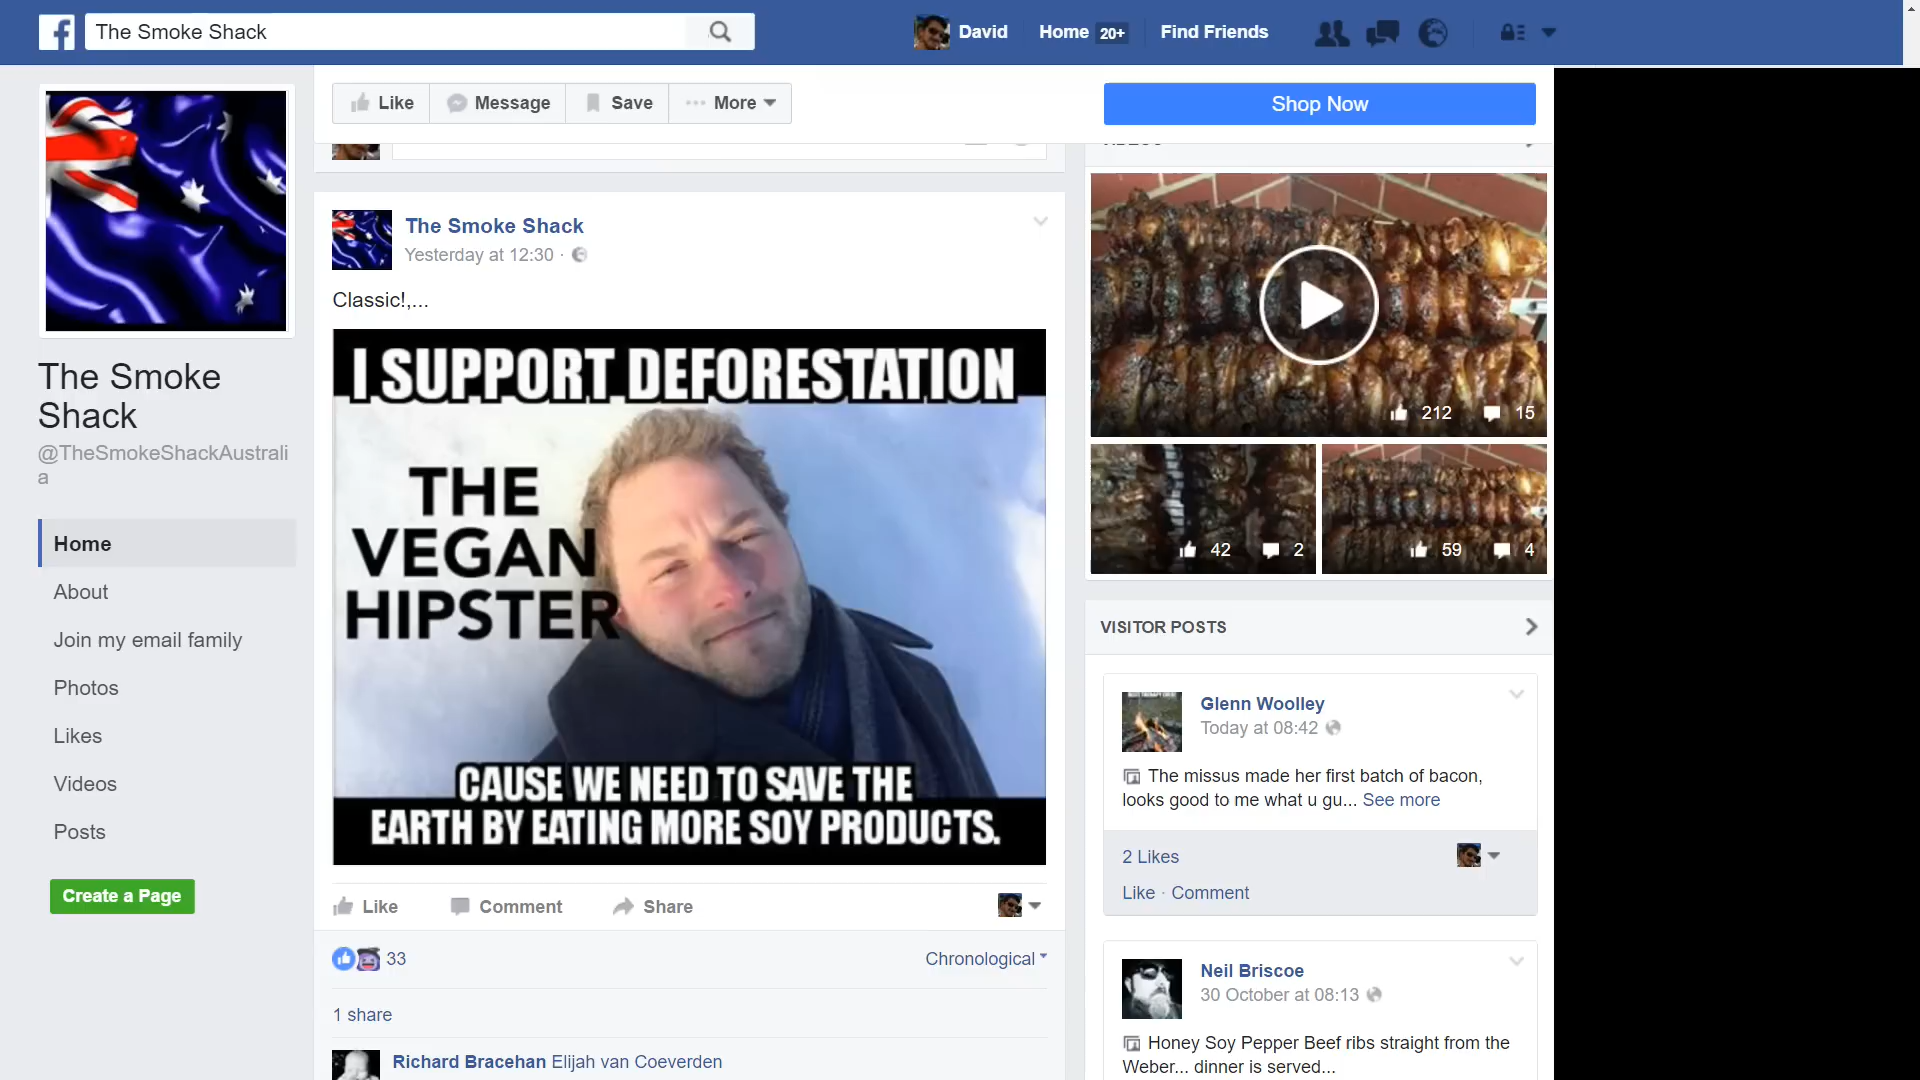 The Smoke Shack
David
Home 20+
Find Friends
Like
Message
Save
More
Shop Now
The Smoke Shack
@TheSmokeShackAustrali
a
Home
About
Join my email family
Photos
Likes
Videos
Posts
Create a Page
The Smoke Shack
Yesterday at 12:30 ·
Classic!,...
I SUPPORT DEFORESTATION
THE
VEGAN
HIPSTER
CAUSE WE NEED TO SAVE THE
EARTH BY EATING MORE SOY PRODUCTS.
Like Comment Share
33
Chronological
1 share
Richard Bracehan Elijah van Coeverden
212 15
42 2
59 4
VISITOR POSTS
Glenn Woolley
Today at 08:42
The missus made her first batch of bacon,
looks good to me what u gu... See more
2 Likes
Like · Comment
Neil Briscoe
30 October at 08:13
Honey Soy Pepper Beef ribs straight from the
Weber... dinner is served...